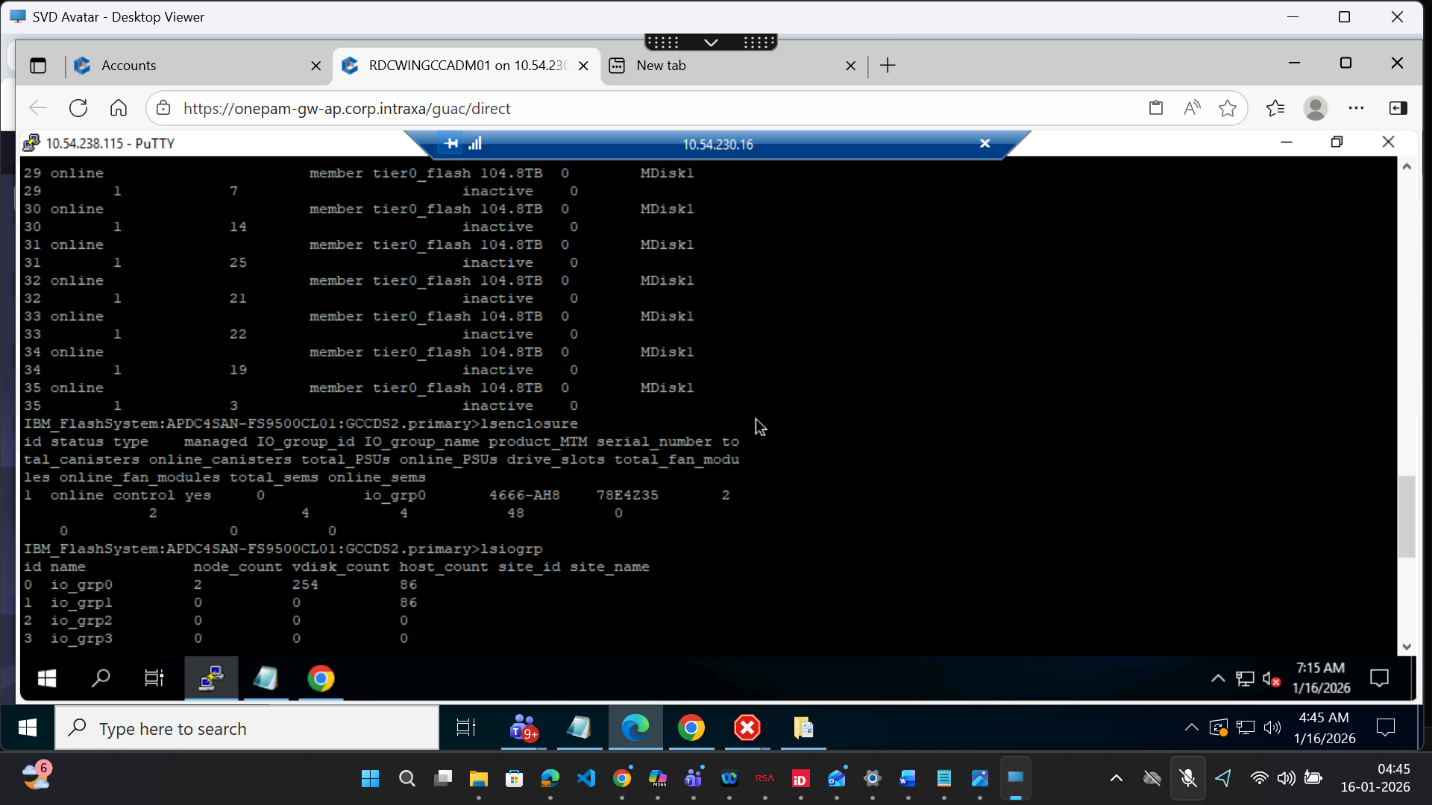 SVD Avatar - Desktop Viewer
Accounts
RDCWINGCCADM01 on 10.54.230
New tab
https://onepam-gw-ap.corp.intraxa/guac/direct
10.54.238.115 - PuTTY
10.54.230.16
29 online member tier0_flash 104.8TB 0 MDisk1
29 1 7 inactive 0
30 online member tier0_flash 104.8TB 0 MDisk1
30 1 14 inactive 0
31 online member tier0_flash 104.8TB 0 MDisk1
31 1 25 inactive 0
32 online member tier0_flash 104.8TB 0 MDisk1
32 1 21 inactive 0
33 online member tier0_flash 104.8TB 0 MDisk1
33 1 22 inactive 0
34 online member tier0_flash 104.8TB 0 MDisk1
34 1 19 inactive 0
35 online member tier0_flash 104.8TB 0 MDisk1
35 1 3 inactive 0
IBM_FlashSystem:APDC4SAN-FS9500CL01:GCCDS2.primary>lsenclosure
id status type managed IO_group_id IO_group_name product_MTM serial_number to
tal_canisters online_canisters total_PSUs online_PSUs drive_slots total_fan_modu
les online_fan_modules total_sems online_sems
1 online control yes 0 io_grp0 4666-AH8 78E4Z35 2
2 4 4 48 0
0 0 0
IBM_FlashSystem:APDC4SAN-FS9500CL01:GCCDS2.primary>lsiogrp
id name node_count vdisk_count host_count site_id site_name
0 io_grp0 2 254 86
1 io_grp1 0 0 86
2 io_grp2 0 0 0
3 io_grp3 0 0 0
7:15 AM
1/16/2026
Type here to search
9+
4:45 AM
1/16/2026
6
M365
RSA
iD
04:45
16-01-2026